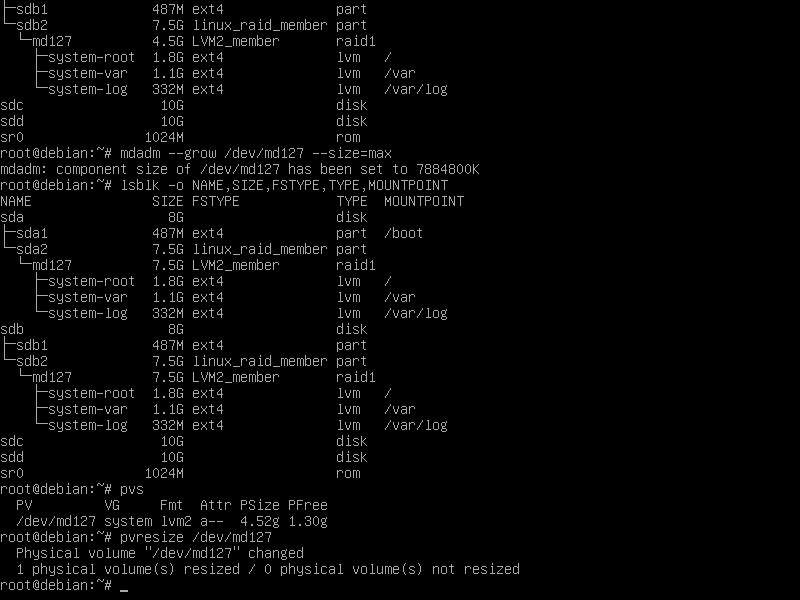 ├─sdb1             487M ext4              part
└─sdb2             7.5G linux_raid_member part
  └─md127          4.5G LVM2_member       raid1
    ├─system-root  1.8G ext4              lvm   /
    ├─system-var   1.1G ext4              lvm   /var
    └─system-log   332M ext4              lvm   /var/log
sdc                 10G                   disk
sdd                 10G                   disk
sr0               1024M                   rom
root@debian:~# mdadm --grow /dev/md127 --size=max
mdadm: component size of /dev/md127 has been set to 7884800K
root@debian:~# lsblk -o NAME,SIZE,FSTYPE,TYPE,MOUNTPOINT
NAME               SIZE FSTYPE            TYPE  MOUNTPOINT
sda                  8G                   disk
├─sda1             487M ext4              part  /boot
└─sda2             7.5G linux_raid_member part
  └─md127          7.5G LVM2_member       raid1
    ├─system-root  1.8G ext4              lvm   /
    ├─system-var   1.1G ext4              lvm   /var
    └─system-log   332M ext4              lvm   /var/log
sdb                  8G                   disk
├─sdb1             487M ext4              part
└─sdb2             7.5G linux_raid_member part
  └─md127          7.5G LVM2_member       raid1
    ├─system-root  1.8G ext4              lvm   /
    ├─system-var   1.1G ext4              lvm   /var
    └─system-log   332M ext4              lvm   /var/log
sdc                 10G                   disk
sdd                 10G                   disk
sr0               1024M                   rom
root@debian:~# pvs
  PV         VG     Fmt  Attr PSize PFree
  /dev/md127 system lvm2 a--  4.52g 1.30g
root@debian:~# pvresize /dev/md127
  Physical volume "/dev/md127" changed
  1 physical volume(s) resized / 0 physical volume(s) not resized
root@debian:~# _